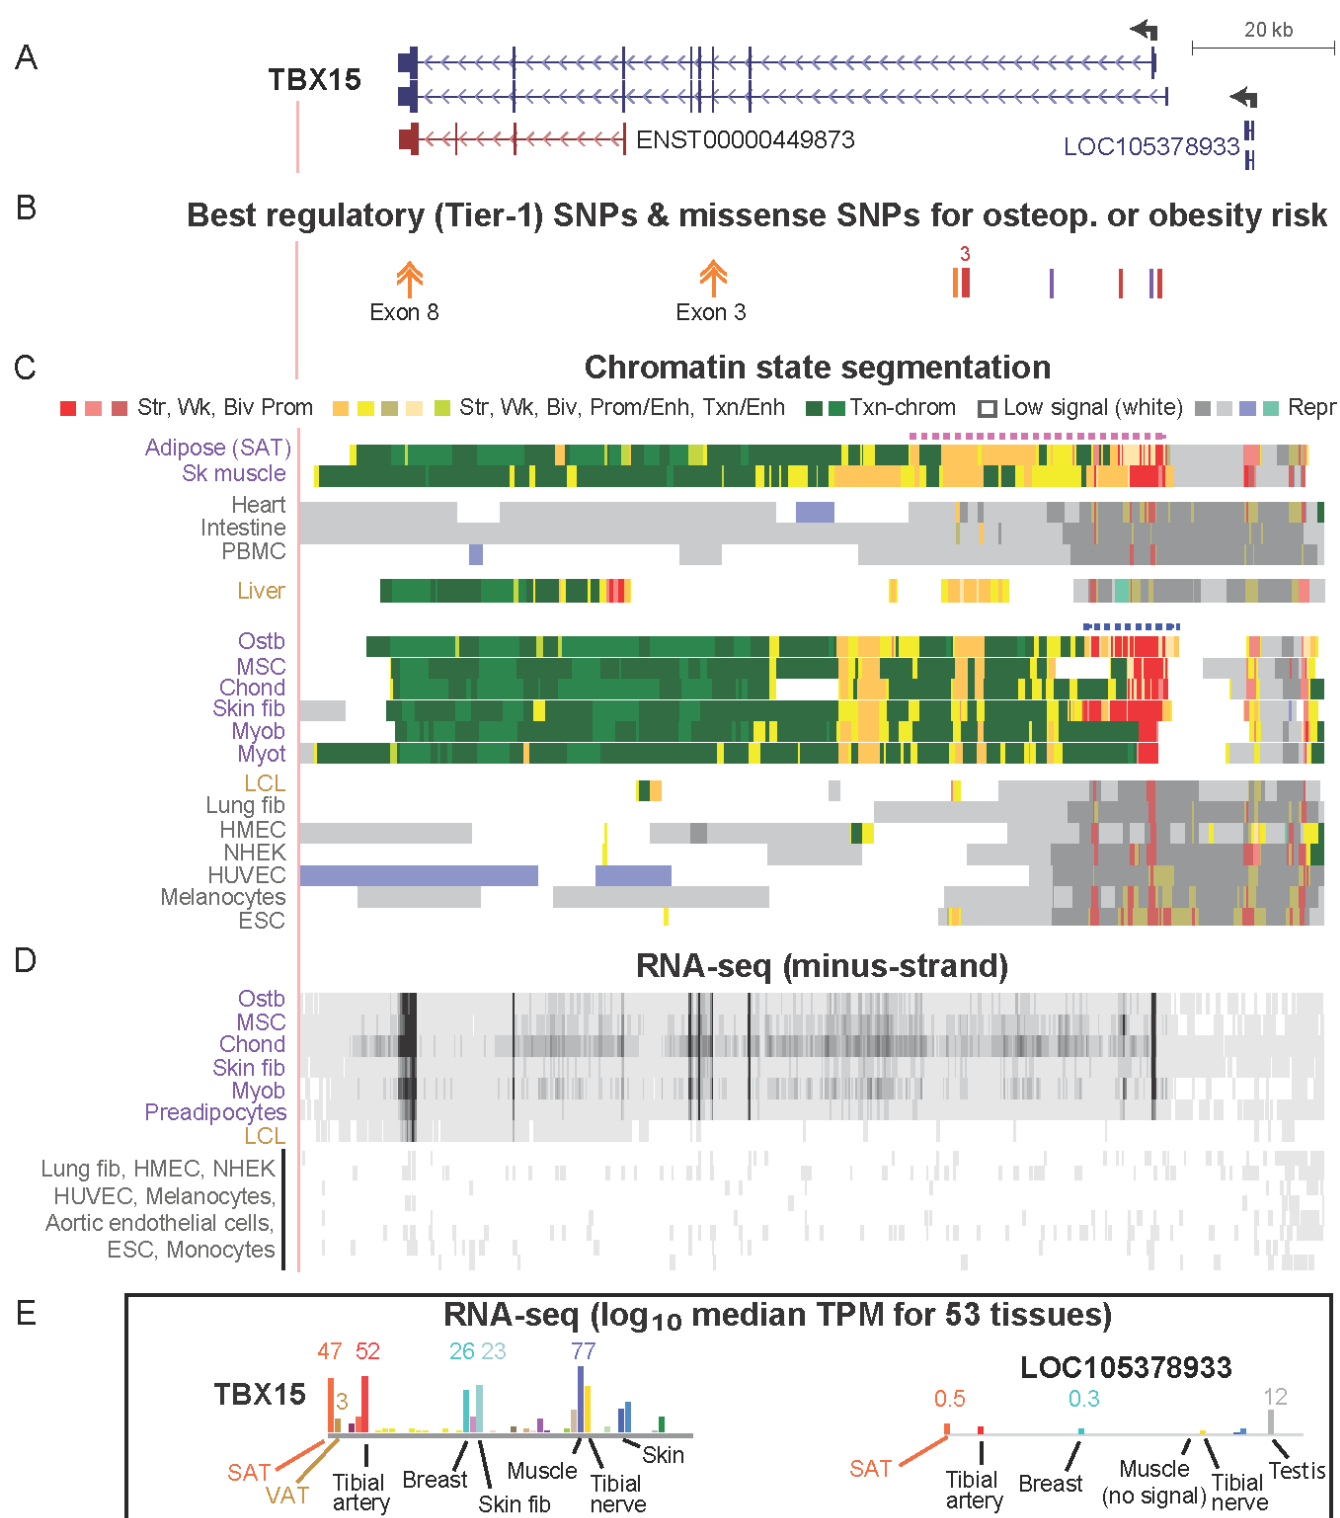 A
20 kb
TBX15
ENST00000449873
LOC105378933
B
Best regulatory (Tier-1) SNPs & missense SNPs for osteop. or obesity risk
3
Exon 8
Exon 3
C
Chromatin state segmentation
Str, Wk, Biv Prom
Str, Wk, Biv, Prom/Enh, Txn/Enh
Txn-chrom
Low signal (white)
Repr
Adipose (SAT)
Sk muscle
Heart
Intestine
PBMC
Liver
Ostb
MSC
Chond
Skin fib
Myob
Myot
LCL
Lung fib
HMEC
NHEK
HUVEC
Melanocytes
ESC
D
RNA-seq (minus-strand)
Ostb
MSC
Chond
Skin fib
Myob
Preadipocytes
LCL
Lung fib, HMEC, NHEK
HUVEC, Melanocytes,
Aortic endothelial cells,
ESC, Monocytes
E
RNA-seq (log₁₀ median TPM for 53 tissues)
47 52 26 23 77
TBX15
3
SAT
VAT
Tibial
artery
Breast
Skin fib
Muscle
Tibial
nerve
Skin
LOC105378933
0.5 0.3 12
SAT
Tibial
artery
Breast
Muscle
(no signal)
Tibial
nerve
Testis